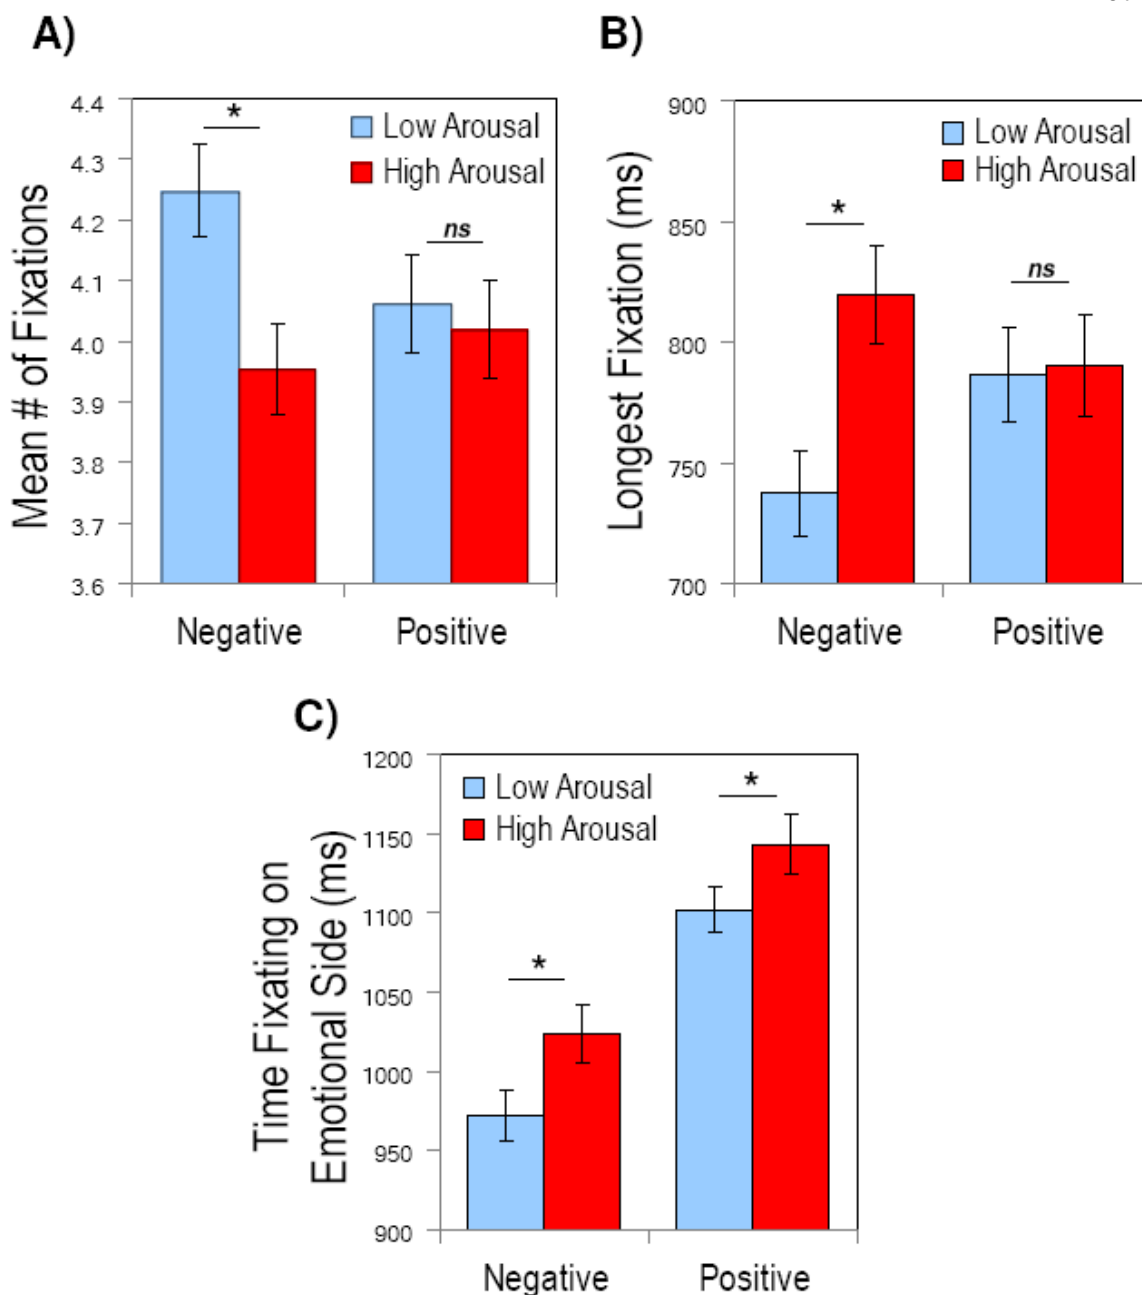 A)
Mean # of Fixations
4.4
4.3
4.2
4.1
4.0
3.9
3.8
3.7
3.6
*
ns
Low Arousal
High Arousal
Negative
Positive
B)
Longest Fixation (ms)
900
850
800
750
700
*
ns
Low Arousal
High Arousal
Negative
Positive
C)
Time Fixating on
Emotional Side (ms)
1200
1150
1100
1050
1000
950
900
Low Arousal
High Arousal
*
*
Negative
Positive